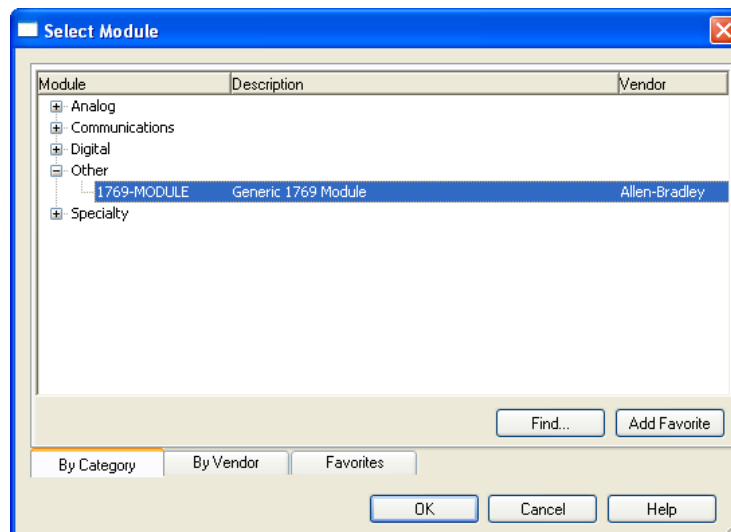 Select Module
Module Description Vendor
Analog
Communications
Digital
Other
1769-MODULE Generic 1769 Module Allen-Bradley
Specialty
Find... Add Favorite
By Category By Vendor Favorites
OK Cancel Help